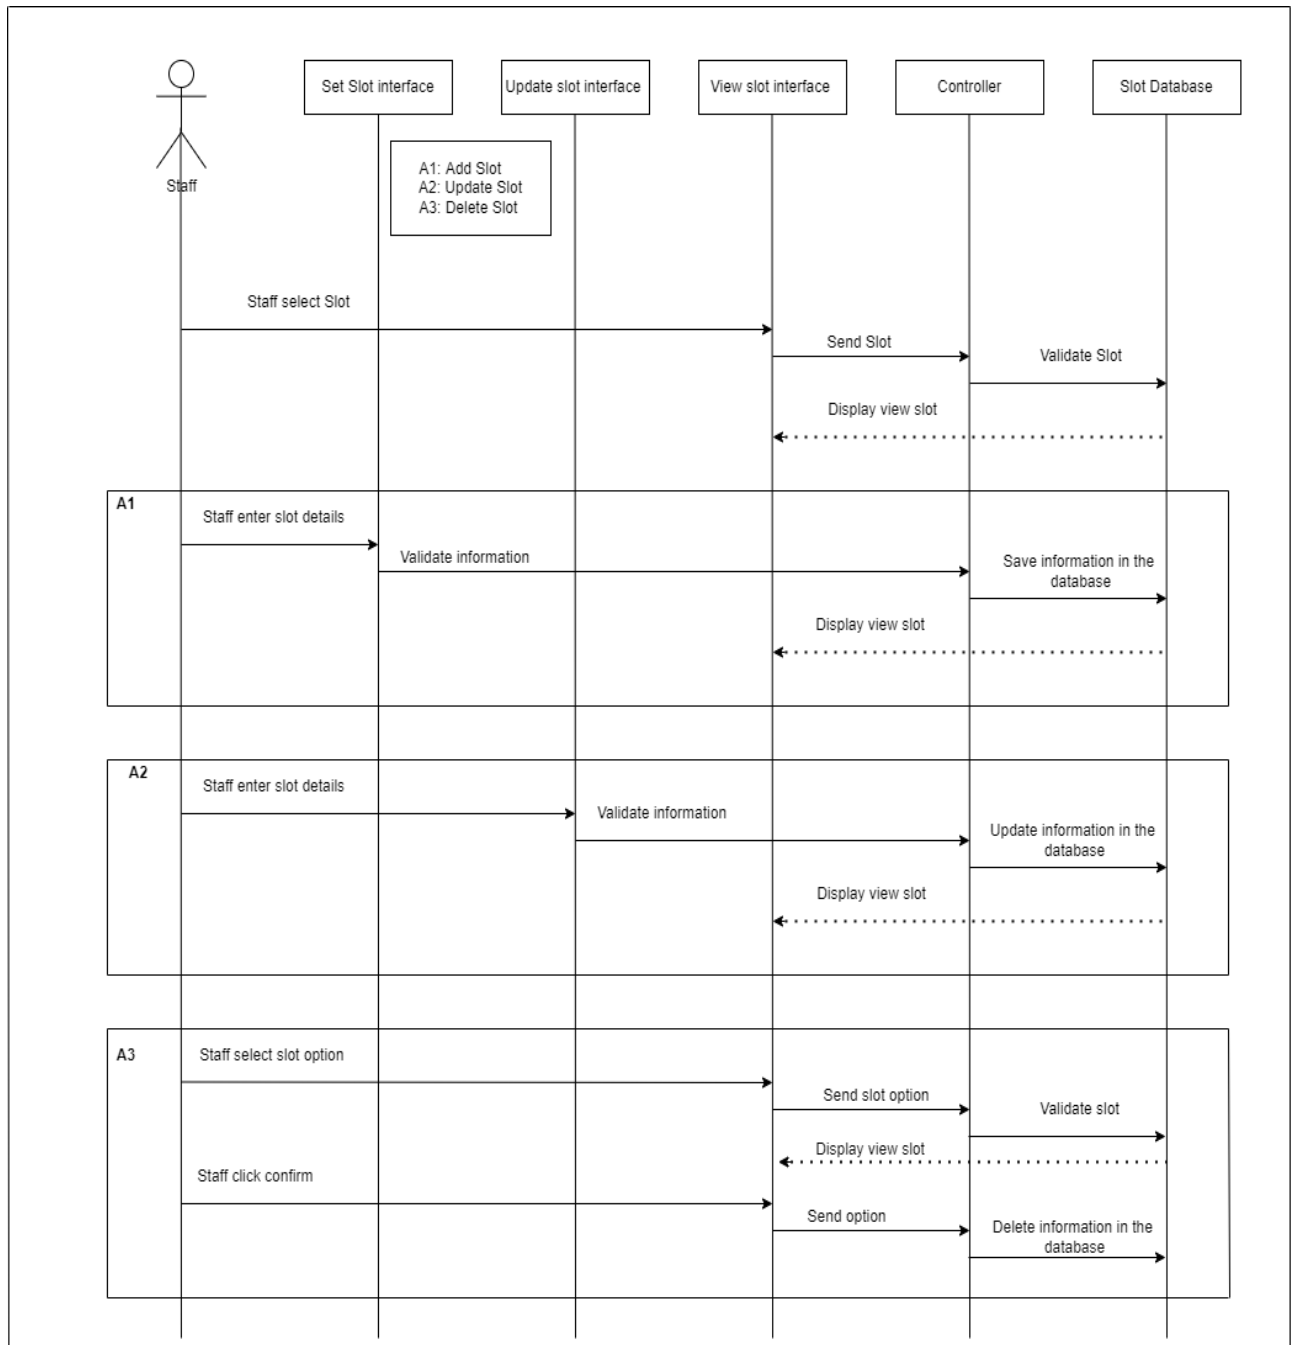 Set Slot interface
Update slot interface
View slot interface
Controller
Slot Database
Staff
A1: Add Slot
A2: Update Slot
A3: Delete Slot
Staff select Slot
Send Slot
Validate Slot
Display view slot
A1
Staff enter slot details
Validate information
Save information in the
database
Display view slot
A2
Staff enter slot details
Validate information
Update information in the
database
Display view slot
A3
Staff select slot option
Send slot option
Validate slot
Display view slot
Staff click confirm
Send option
Delete information in the
database